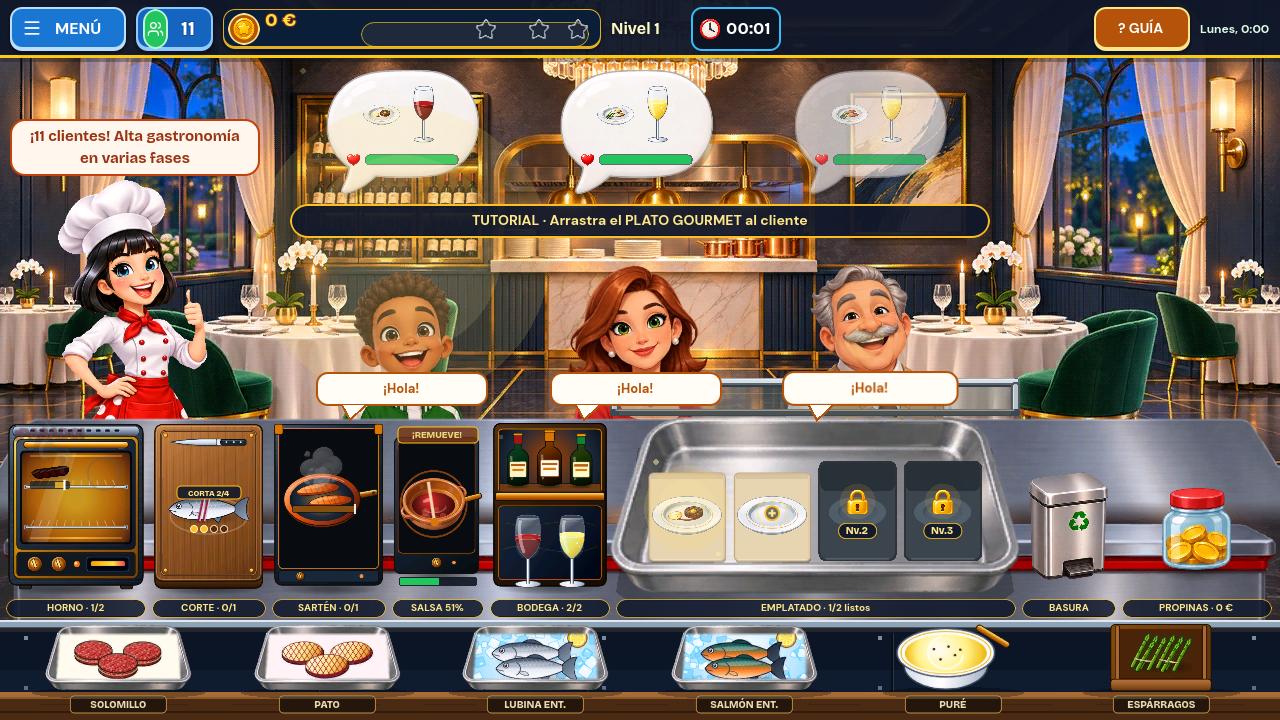 MENÚ
11
0 €
Nivel 1
00:01
? GUÍA
Lunes, 0:00
¡11 clientes! Alta gastronomía
en varias fases
TUTORIAL · Arrastra el PLATO GOURMET al cliente
¡Hola!
¡Hola!
¡Hola!
CORTA 2/4
¡REMUEVE!
Nv.2
Nv.3
HORNO · 1/2
CORTE · 0/1
SARTÉN · 0/1
SALSA 51%
BODEGA · 2/2
EMPLATADO · 1/2 listos
BASURA
PROPINAS · 0 €
SOLOMILLO
PATO
LUBINA ENT.
SALMÓN ENT.
PURÉ
ESPÁRRAGOS